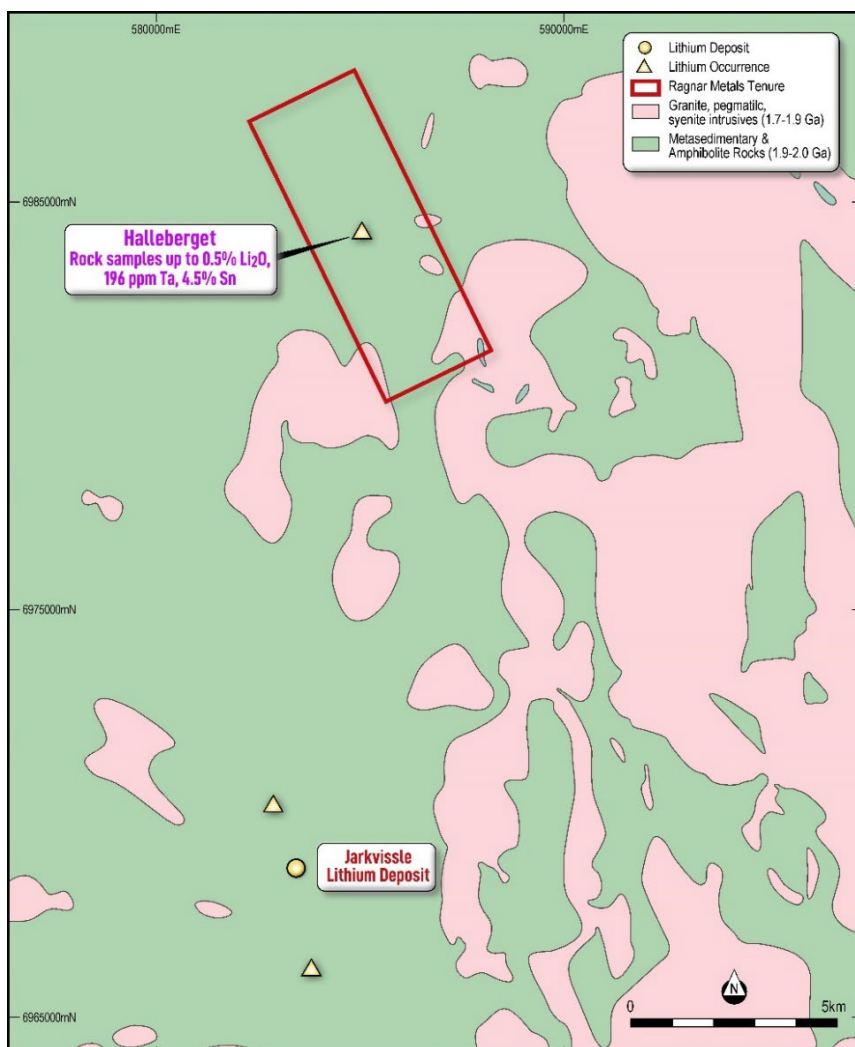 580000mE
590000mE
Lithium Deposit
Lithium Occurrence
Ragnar Metals Tenure
Granite, pegmatilc,
syenite intrusives (1.7-1.9 Ga)
Metasedimentary &
Amphibolite Rocks (1.9-2.0 Ga)
6985000mN
Halleberget
Rock samples up to 0.5% Li₂O,
196 ppm Ta, 4.5% Sn
6975000mN
Jarkvissle
Lithium Deposit
N
0 5km
6965000mN